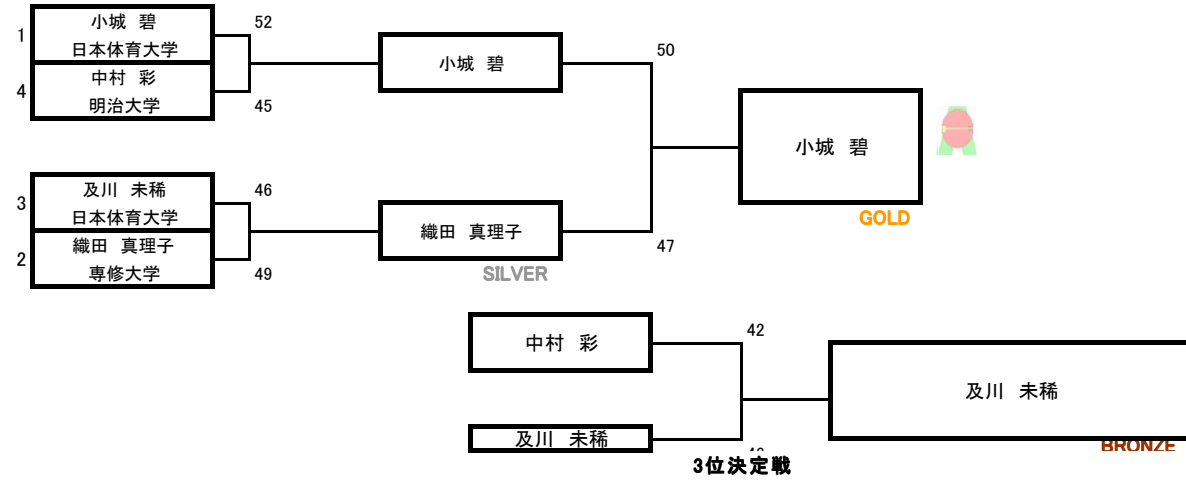 1
小城 碧
日本体育大学
52
4
中村 彩
明治大学
45
小城 碧
50
小城 碧
GOLD
3
及川 未稀
日本体育大学
46
2
織田 真理子
専修大学
49
織田 真理子
47
SILVER
中村 彩
42
及川 未稀
及川 未稀
BRONZE
3位決定戦